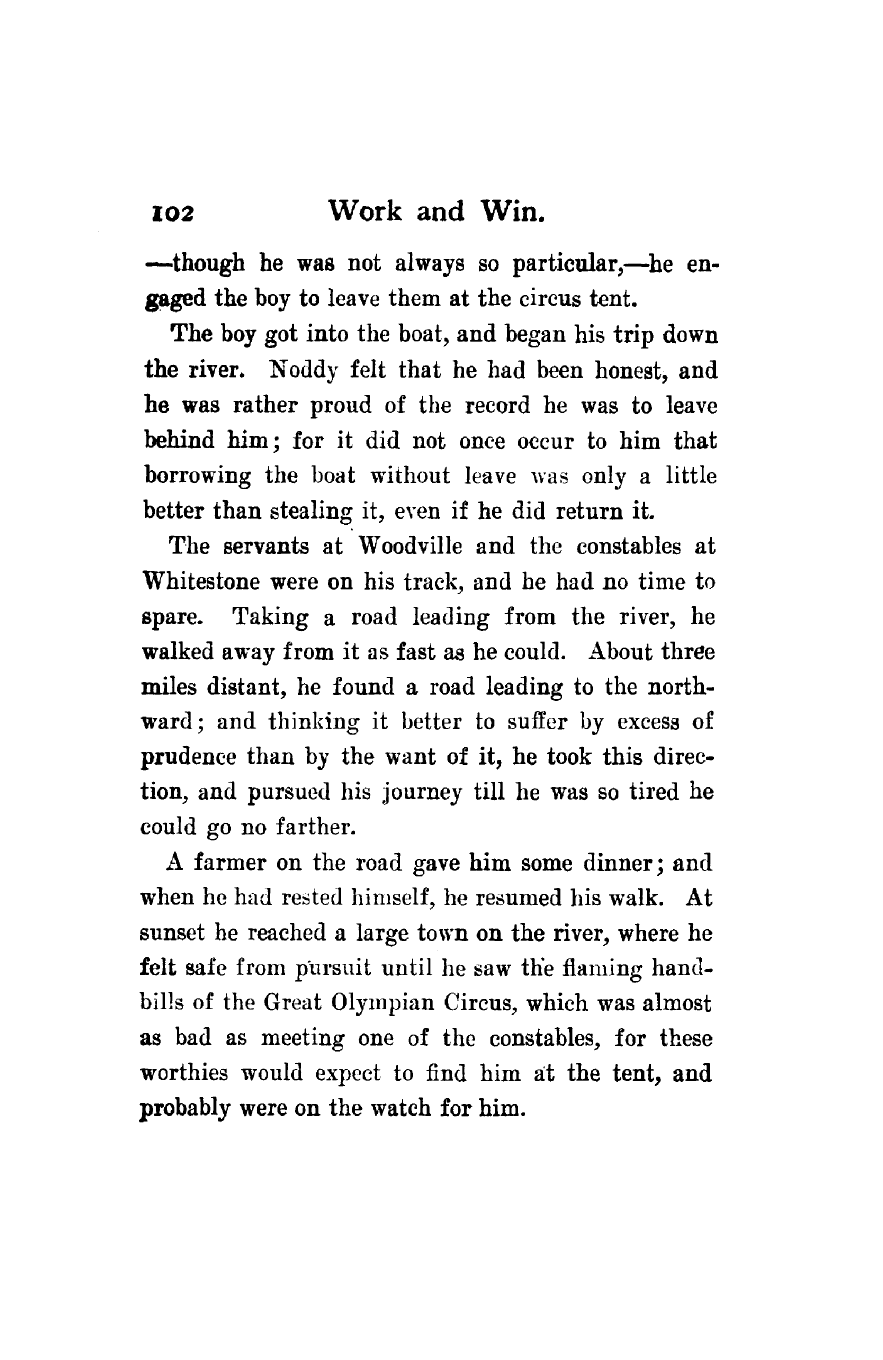 102 Work and Win.
—though he was not always so particular,—he en-
gaged the boy to leave them at the circus tent.
The boy got into the boat, and began his trip down
the river. Noddy felt that he had been honest, and
he was rather proud of the record he was to leave
behind him; for it did not once occur to him that
borrowing the boat without leave was only a little
better than stealing it, even if he did return it.
The servants at Woodville and the constables at
Whitestone were on his track, and he had no time to
spare. Taking a road leading from the river, he
walked away from it as fast as he could. About three
miles distant, he found a road leading to the north-
ward; and thinking it better to suffer by excess of
prudence than by the want of it, he took this direc-
tion, and pursued his journey till he was so tired he
could go no farther.
A farmer on the road gave him some dinner; and
when he had rested himself, he resumed his walk. At
sunset he reached a large town on the river, where he
felt safe from pursuit until he saw the flaming hand-
bills of the Great Olympian Circus, which was almost
as bad as meeting one of the constables, for these
worthies would expect to find him at the tent, and
probably were on the watch for him.